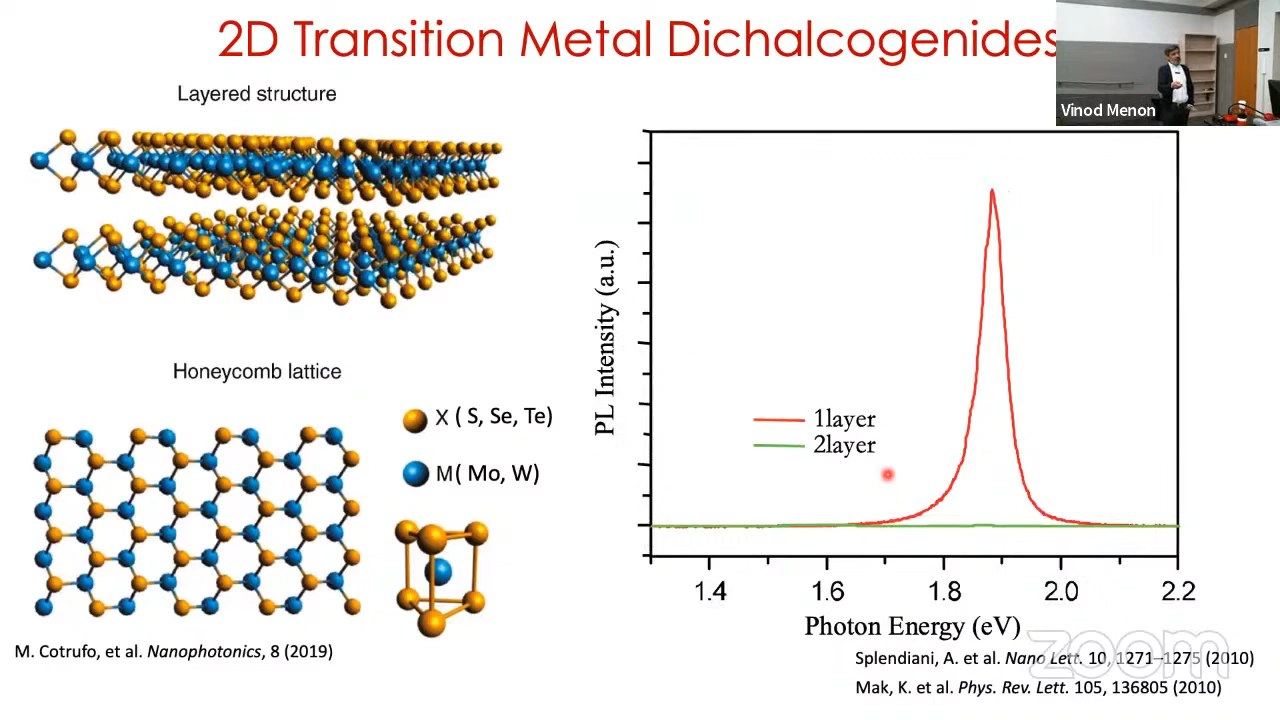 2D Transition Metal Dichalcogenides
Vinod Menon
Layered structure
Honeycomb lattice
X ( S, Se, Te)
M( Mo, W)
M. Cotrufo, et al. Nanophotonics, 8 (2019)
PL Intensity (a.u.)
1layer
2layer
1.4 1.6 1.8 2.0 2.2
Photon Energy (eV)
zoom
Splendiani, A. et al. Nano Lett. 10, 1271–1275 (2010)
Mak, K. et al. Phys. Rev. Lett. 105, 136805 (2010)